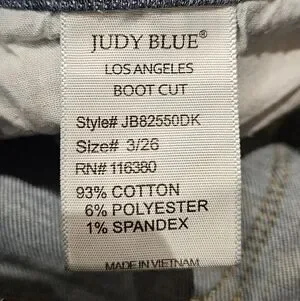 JUDY BLUE®
LOS ANGELES
BOOT CUT
Style# JB82550DK
Size# 3/26
RN# 116380
93% COTTON
6% POLYESTER
1% SPANDEX
MADE IN VIETNAM